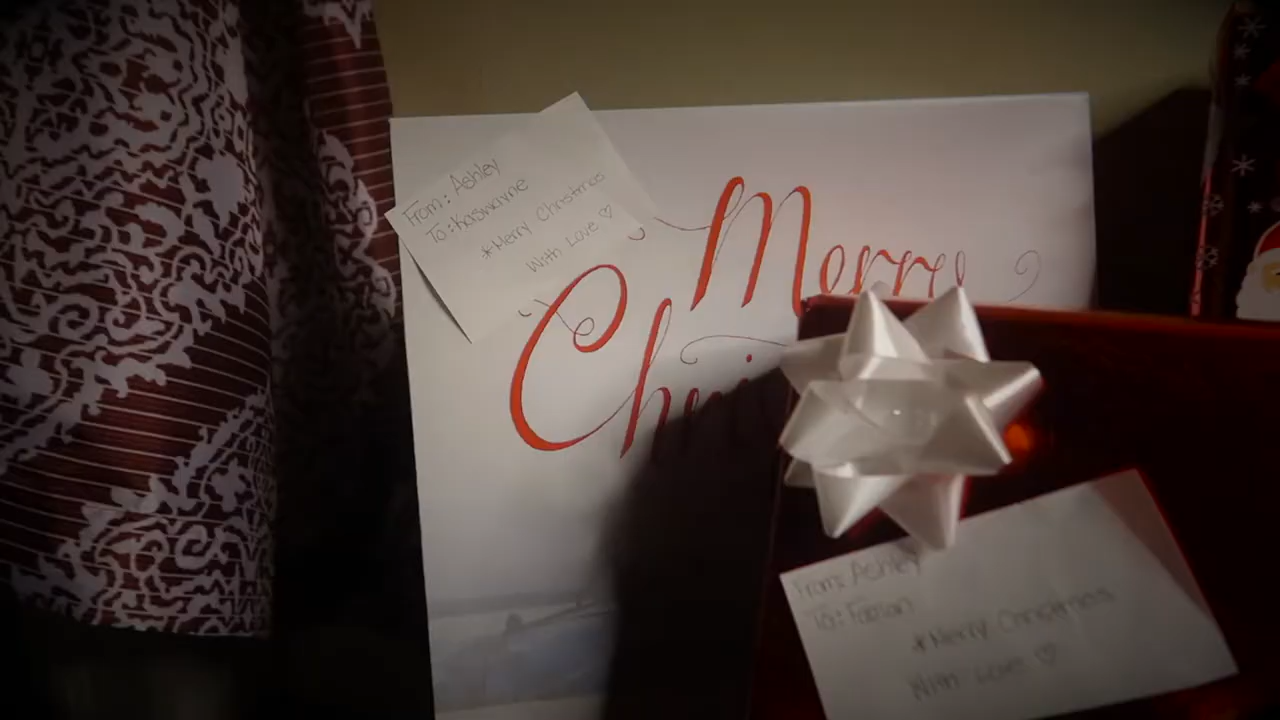 From: Ashley
To: Kaswayne
*Merry Christmas
With Love ♡
Merry
Chri
From: Ashley
To: Fabian
*Merry Christmas
With Love ♡